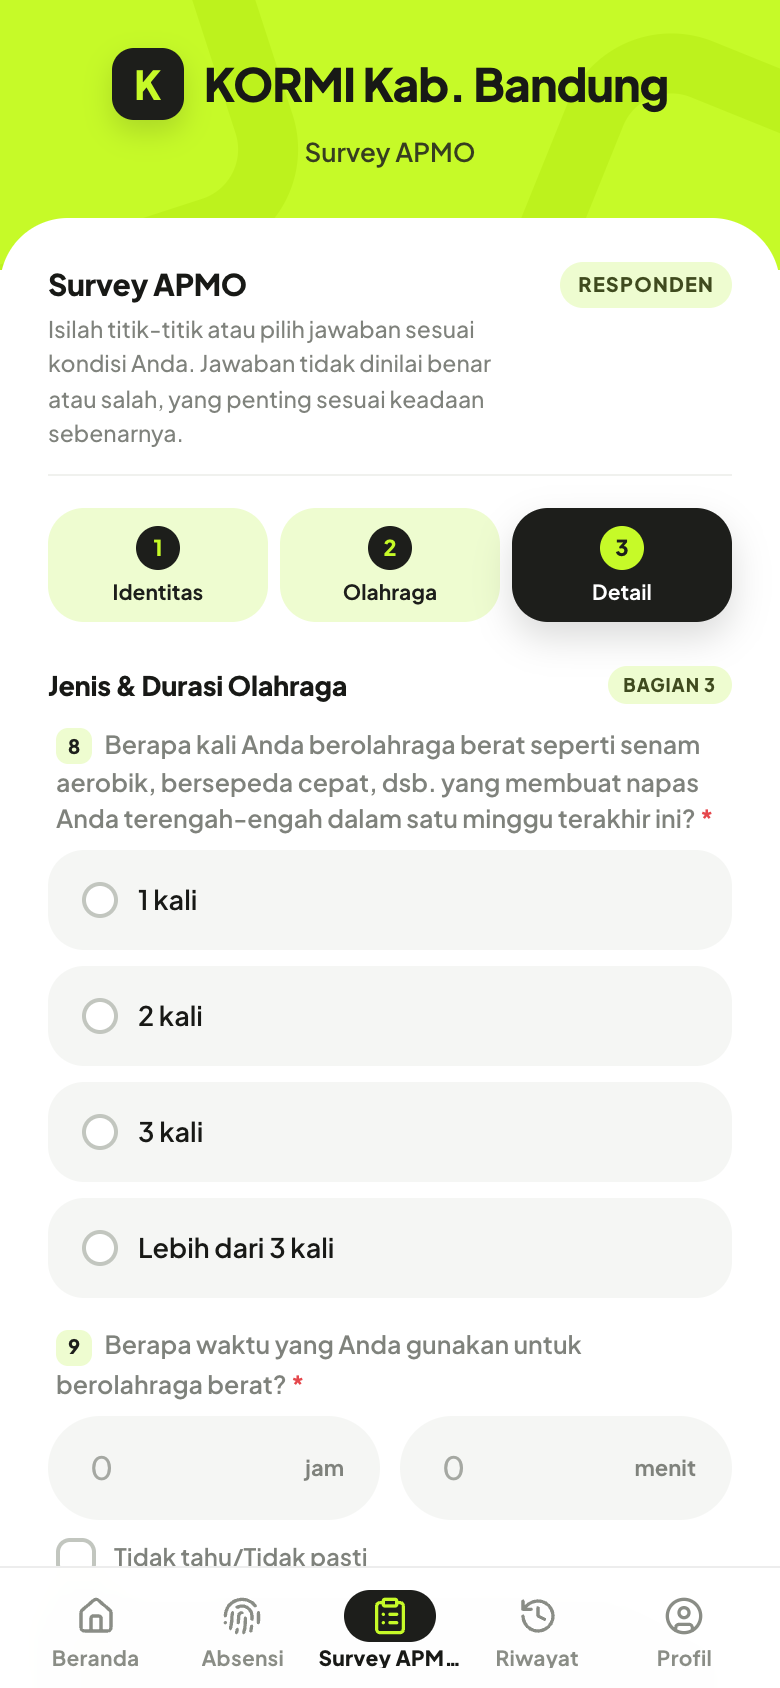 K KORMI Kab. Bandung
Survey APMO
Survey APMO
RESPONDEN
Isilah titik-titik atau pilih jawaban sesuai
kondisi Anda. Jawaban tidak dinilai benar
atau salah, yang penting sesuai keadaan
sebenarnya.
1 2 3
Identitas Olahraga Detail
Jenis & Durasi Olahraga BAGIAN 3
8 Berapa kali Anda berolahraga berat seperti senam
aerobik, bersepeda cepat, dsb. yang membuat napas
Anda terengah-engah dalam satu minggu terakhir ini? *
1 kali
2 kali
3 kali
Lebih dari 3 kali
9 Berapa waktu yang Anda gunakan untuk
berolahraga berat? *
0 jam 0 menit
Tidak tahu/Tidak pasti
Beranda Absensi Survey APM... Riwayat Profil